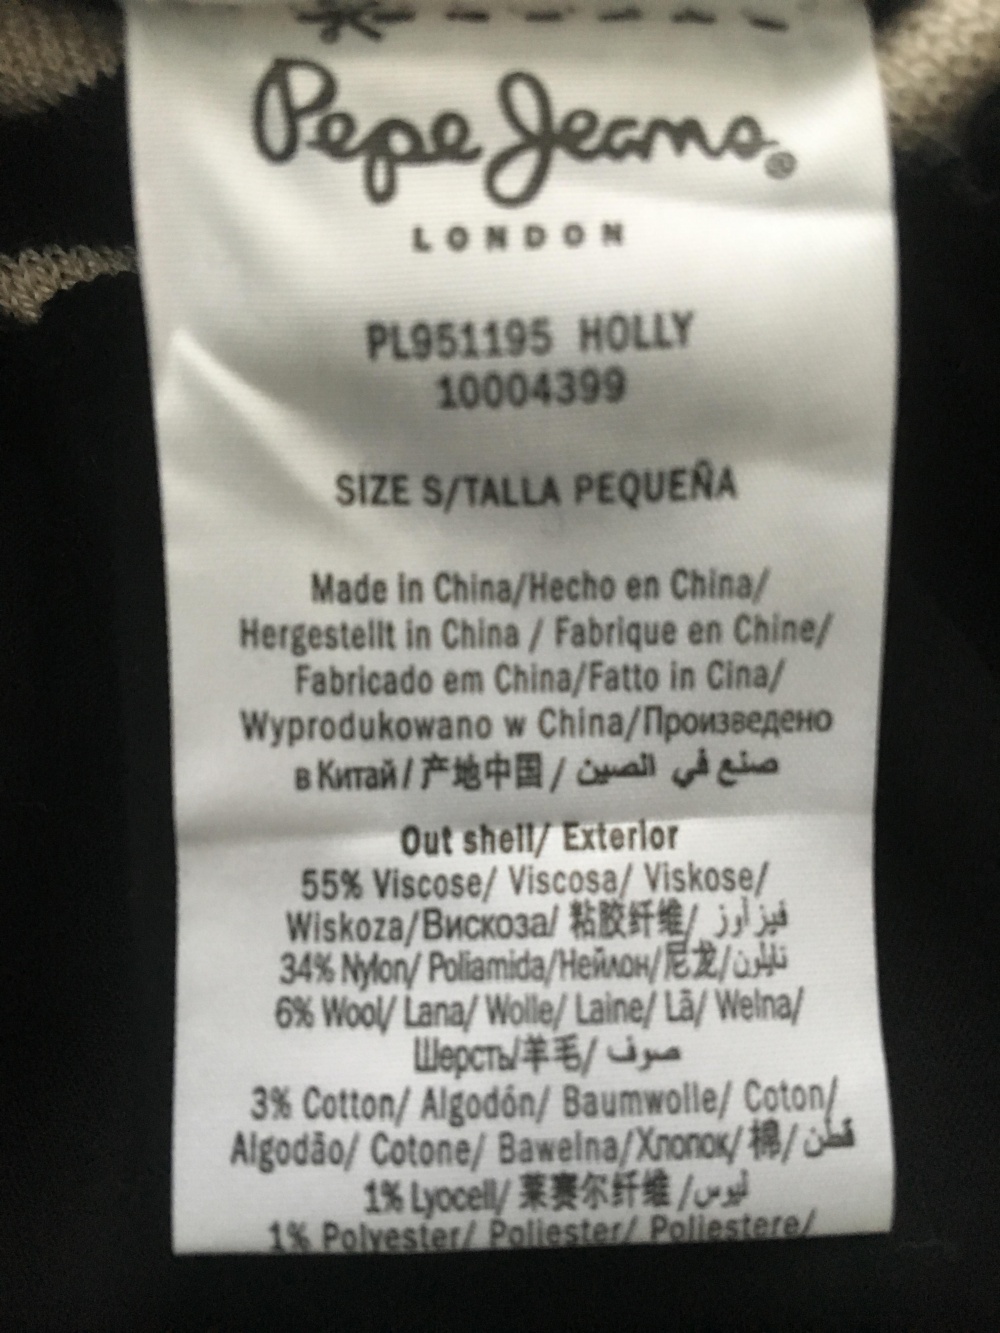 Pepe Jeans®
LONDON
PL951195 HOLLY
10004399
SIZE S/TALLA PEQUEÑA
Made in China/Hecho en China/
Hergestellt in China / Fabrique en Chine/
Fabricado em China/Fatto in Cina/
Wyprodukowano w China/Произведено
в Китай/产地中国/ صنع في الصين
Out shell/ Exterior
55% Viscose/ Viscosa/ Viskose/
Wiskoza/Вискоза/ 粘胶纤维/ فيز أوز
34% Nylon/ Poliamida/Нейлон/尼龙/نايلون
6% Wool/ Lana/ Wolle/ Laine/ Lã/ Welna/
Шерсть/羊毛/ صوف
3% Cotton/ Algodón/ Baumwolle/ Coton/
Algodão/ Cotone/ Bawelna/Хлопок/ 棉/ قطن
1% Lyocell/ 莱赛尔纤维 /
1% Polyester/ Poliester/ Poliestere/